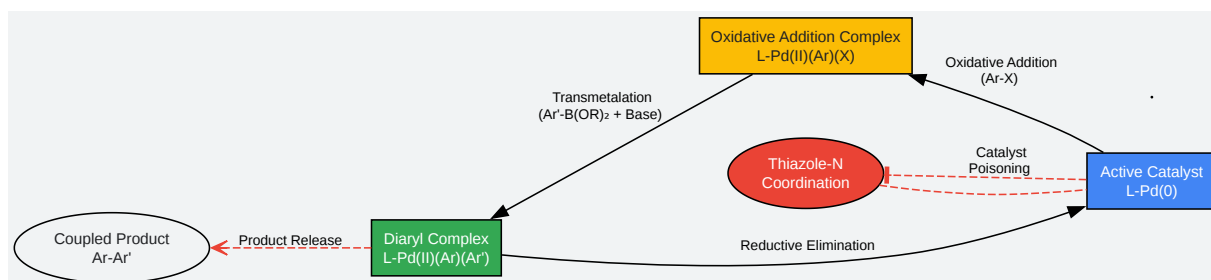 Oxidative Addition Complex
L-Pd(II)(Ar)(X)
Oxidative Addition
(Ar-X)
Transmetalation
(Ar'-B(OR)₂ + Base)
Thiazole-N
Coordination
Catalyst
Poisoning
Active Catalyst
L-Pd(0)
Coupled Product
Ar-Ar'
Product Release
Diaryl Complex
L-Pd(II)(Ar)(Ar')
Reductive Elimination